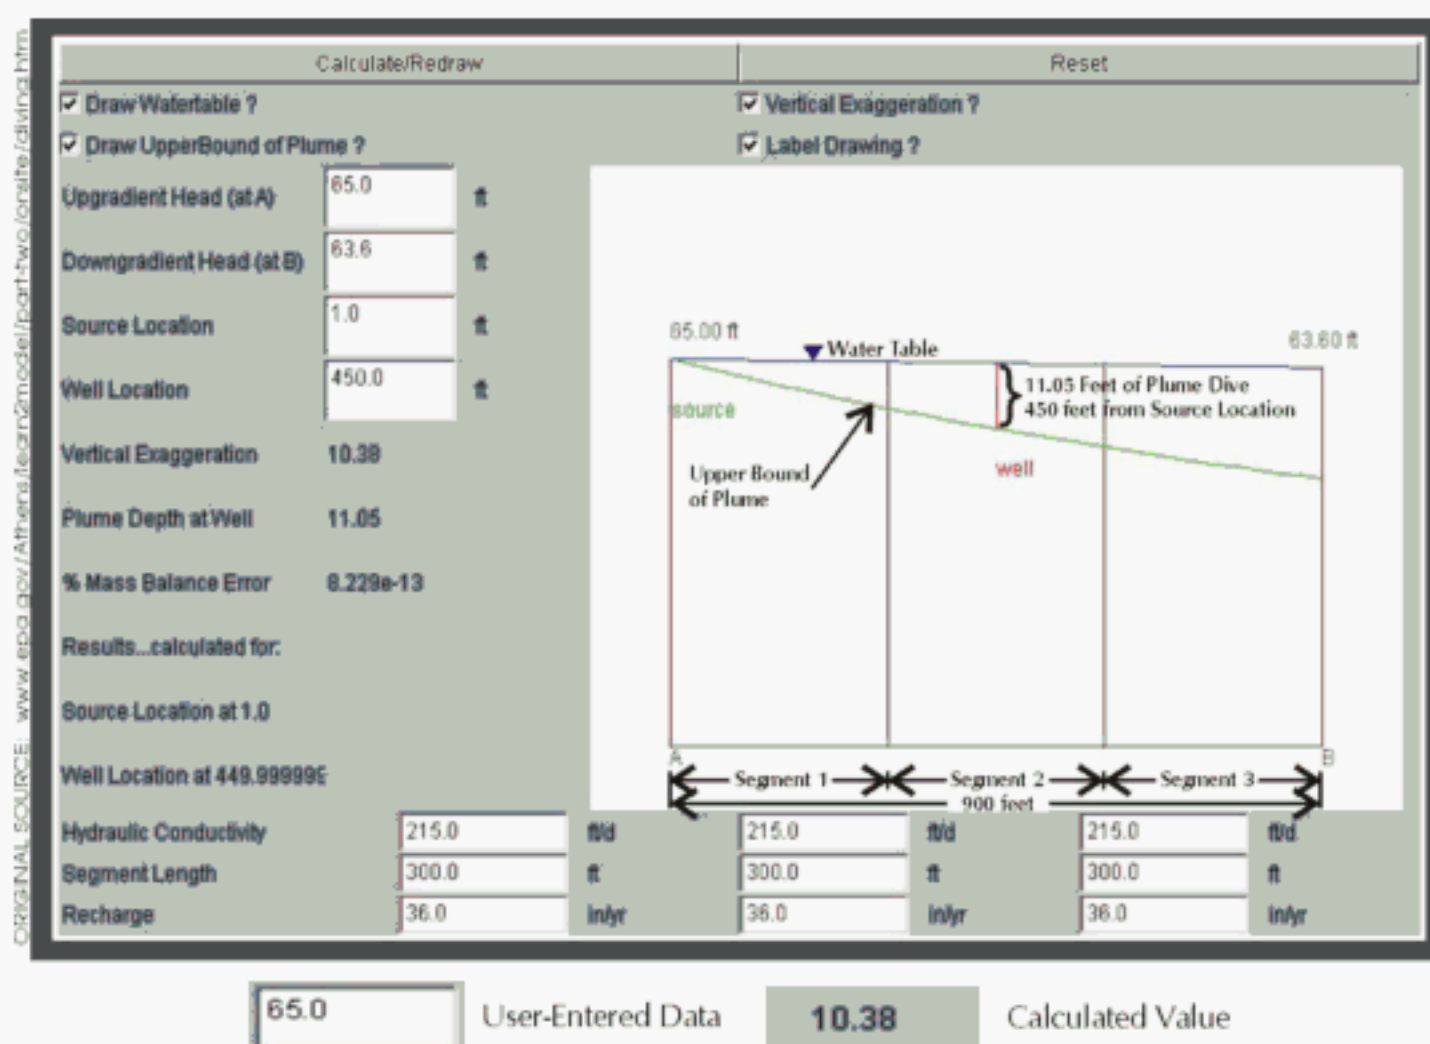 Calculate/Redraw
Reset
Draw Watertable ?
Vertical Exaggeration ?
Draw UpperBound of Plume ?
Label Drawing ?
Upgradient Head (at A) 65.0 ft
Downgradient Head (at B) 63.6 ft
Source Location 1.0 ft
Well Location 450.0 ft
Vertical Exaggeration 10.38
Plume Depth at Well 11.05
% Mass Balance Error 8.229e-13
Results...calculated for:
Source Location at 1.0
Well Location at 449.999999
65.00 ft
Water Table
63.60 ft
11.05 Feet of Plume Dive
450 feet from Source Location
source
Upper Bound
of Plume
well
A
B
Segment 1
Segment 2
Segment 3
900 feet
Hydraulic Conductivity 215.0 ft/d 215.0 ft/d 215.0 ft/d
Segment Length 300.0 ft 300.0 ft 300.0 ft
Recharge 36.0 in/yr 36.0 in/yr 36.0 in/yr
ORIGINAL SOURCE: www.epa.gov/Athens/learn2model/part-two/onsite/diving.htm
65.0 User-Entered Data
10.38 Calculated Value